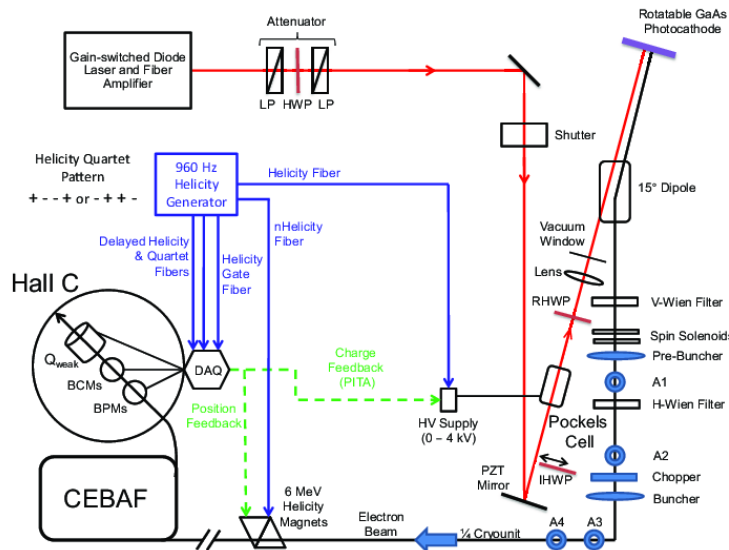 Rotatable GaAs
Photocathode
Attenuator
Gain-switched Diode
Laser and Fiber
Amplifier
LP
HWP
LP
Shutter
Helicity Quartet
Pattern
+ - - + or - + + -
960 Hz
Helicity
Generator
Helicity Fiber
15° Dipole
nHelicity
Fiber
Delayed Helicity
& Quartet
Fibers
Helicity
Gate
Fiber
Vacuum
Window
Lens
Hall C
RHWP
V-Wien Filter
Spin Solenoids
Pre-Buncher
Qweak
BCMs
BPMs
DAQ
Charge
Feedback
(PITA)
A1
H-Wien Filter
Position
Feedback
HV Supply
(0 – 4 kV)
Pockels
Cell
A2
Chopper
Buncher
PZT
Mirror
IHWP
CEBAF
6 MeV
Helicity
Magnets
Electron
Beam
¼ Cryounit
A4
A3